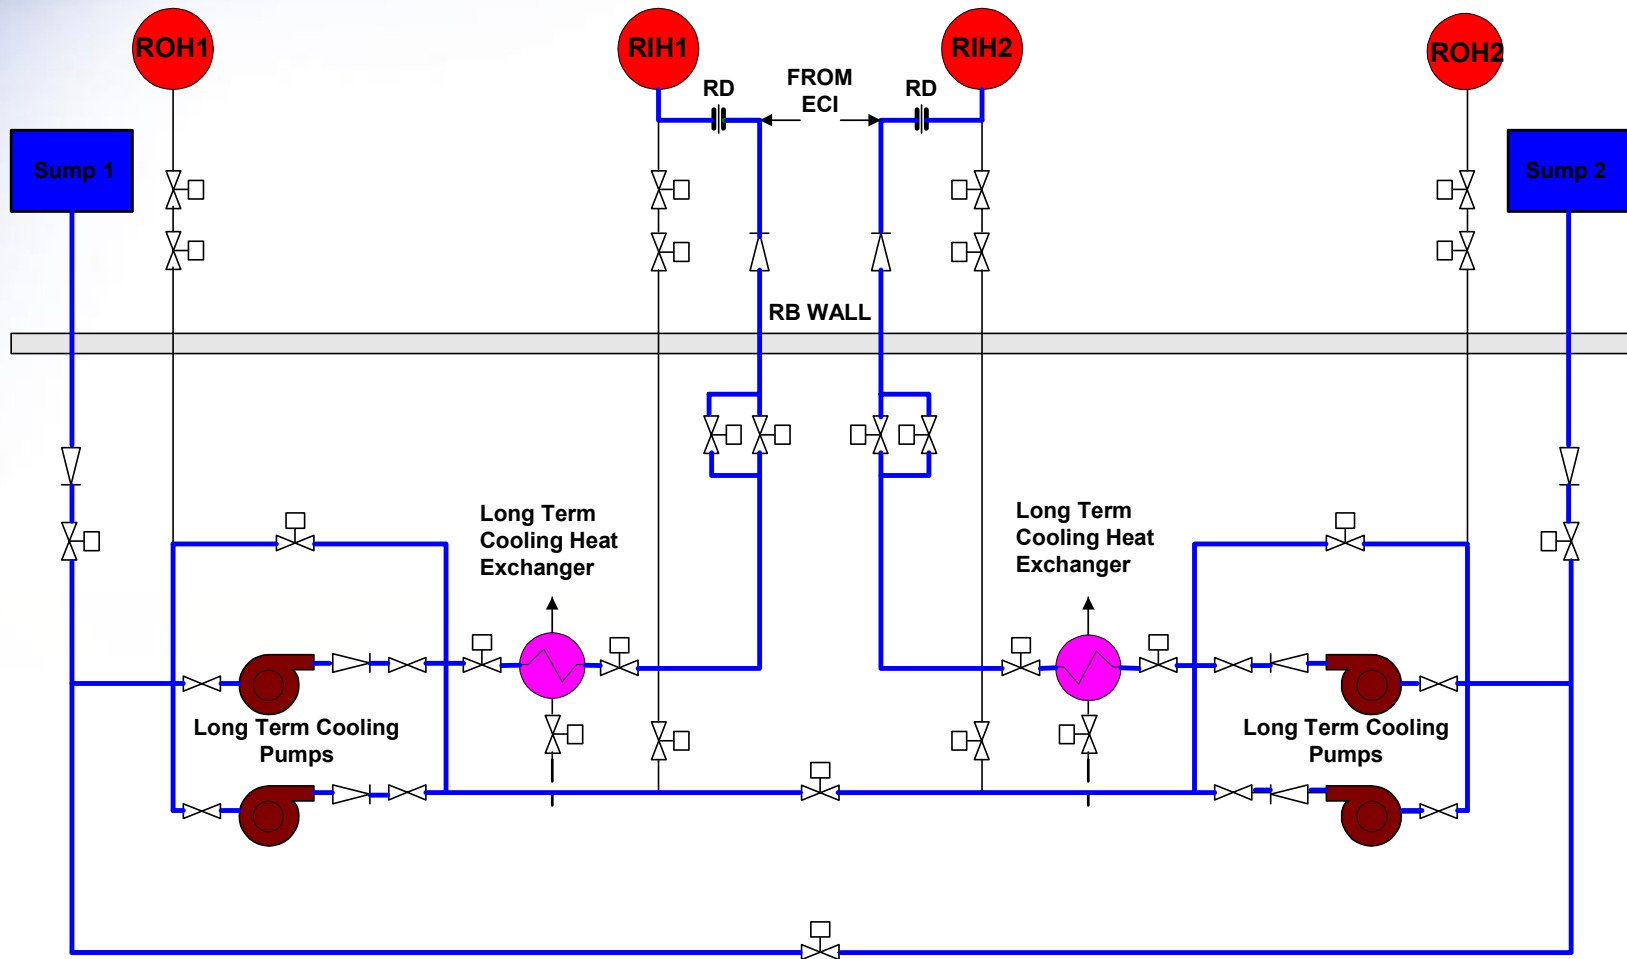 ROH1
RIH1
RIH2
ROH2
RD
FROM
ECI
RD
Sump 1
Sump 2
RB WALL
Long Term
Cooling Heat
Exchanger
Long Term
Cooling Heat
Exchanger
Long Term Cooling
Pumps
Long Term Cooling
Pumps